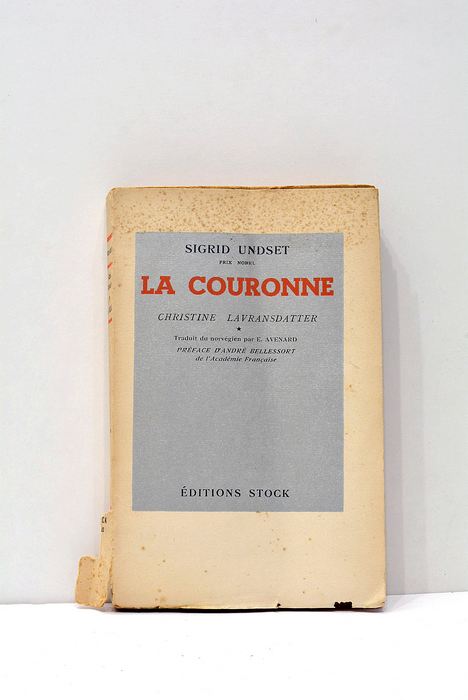 SIGRID UNDSET
PRIX NOBEL
LA COURONNE
CHRISTINE LAVRANSDATTER
*
Traduit du norvégien par E. AVENARD
PRÉFACE D'ANDRÉ BELLESSORT
de l'Académie Française
ÉDITIONS STOCK